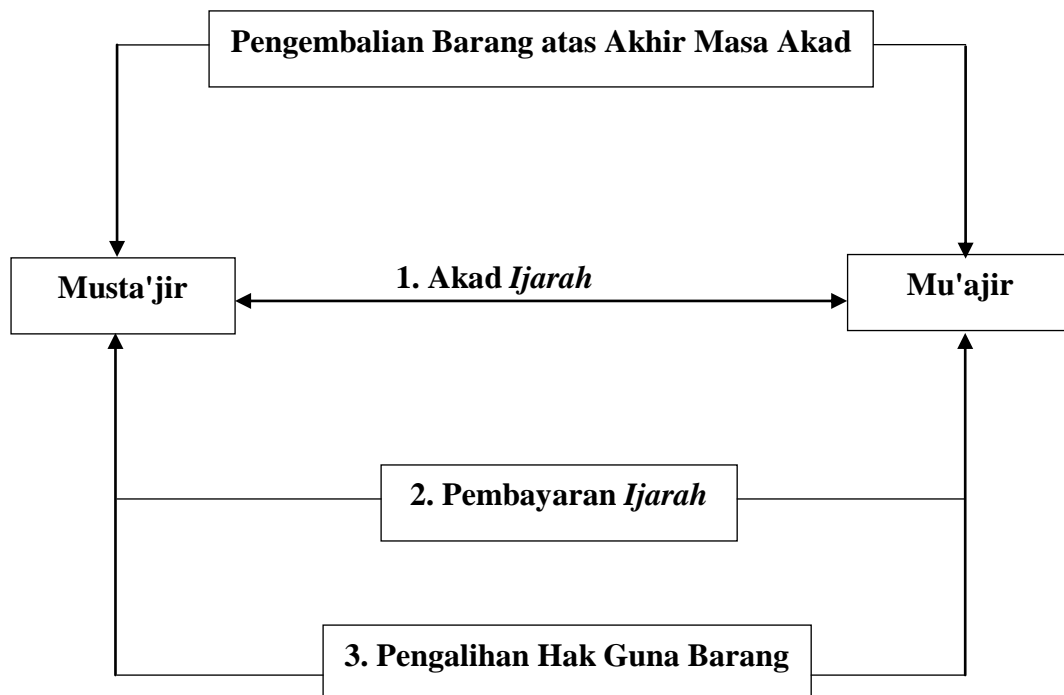 Pengembalian Barang atas Akhir Masa Akad
Musta'jir
1. Akad Ijarah
Mu'ajir
2. Pembayaran Ijarah
3. Pengalihan Hak Guna Barang